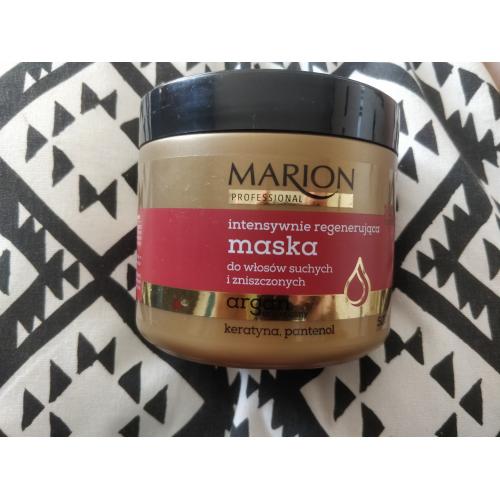 MARION
PROFESSIONAL
intensywnie regenerująca
maska
do włosów suchych
i zniszczonych
argan
keratyna, pantenol